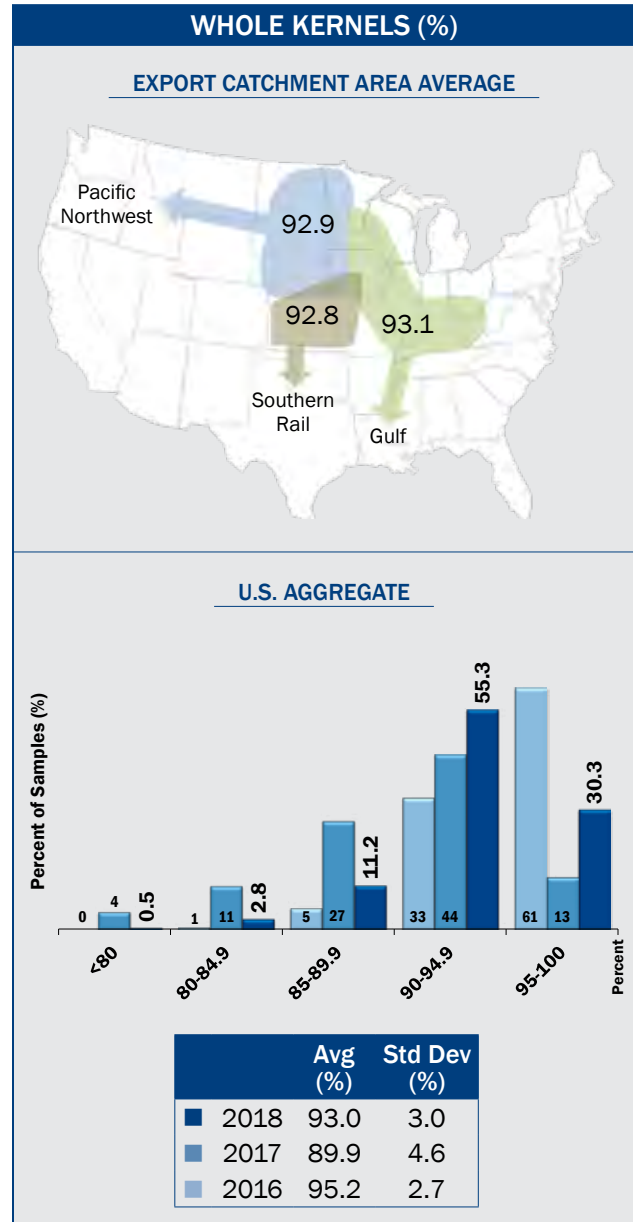 WHOLE KERNELS (%)
EXPORT CATCHMENT AREA AVERAGE
Pacific
Northwest
92.9
92.8
93.1
Southern
Rail
Gulf
U.S. AGGREGATE
Percent of Samples (%)
0 4 0.5
1 11 2.8
5 27 11.2
33 44 55.3
61 13 30.3
<80 80-84.9 85-89.9 90-94.9 95-100
Percent
Avg Std Dev
(%) (%)
2018 93.0 3.0
2017 89.9 4.6
2016 95.2 2.7